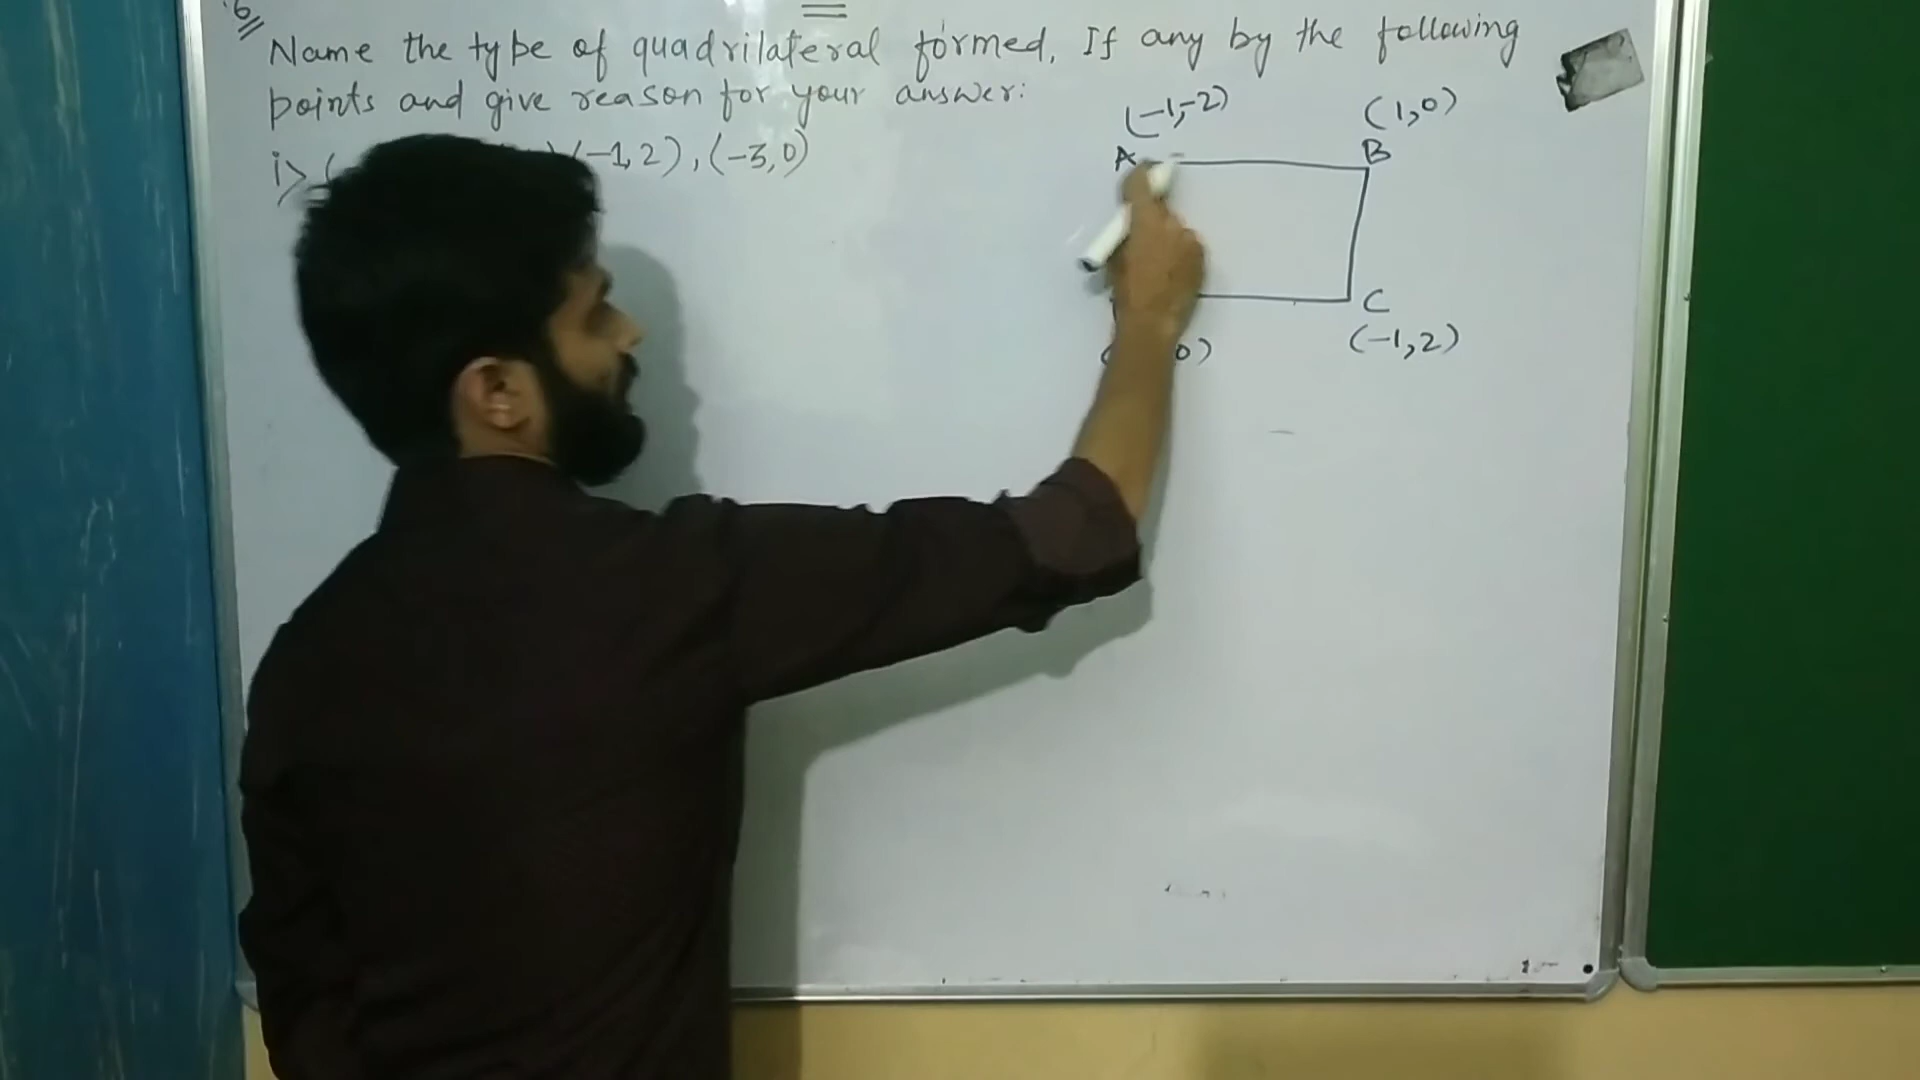 6
Name the type of quadrilateral formed, If any by the following
points and give reason for your answer:
i> (-1,2), (-3,0)
(-1,-2) (1,0)
A B
C
0) (-1,2)